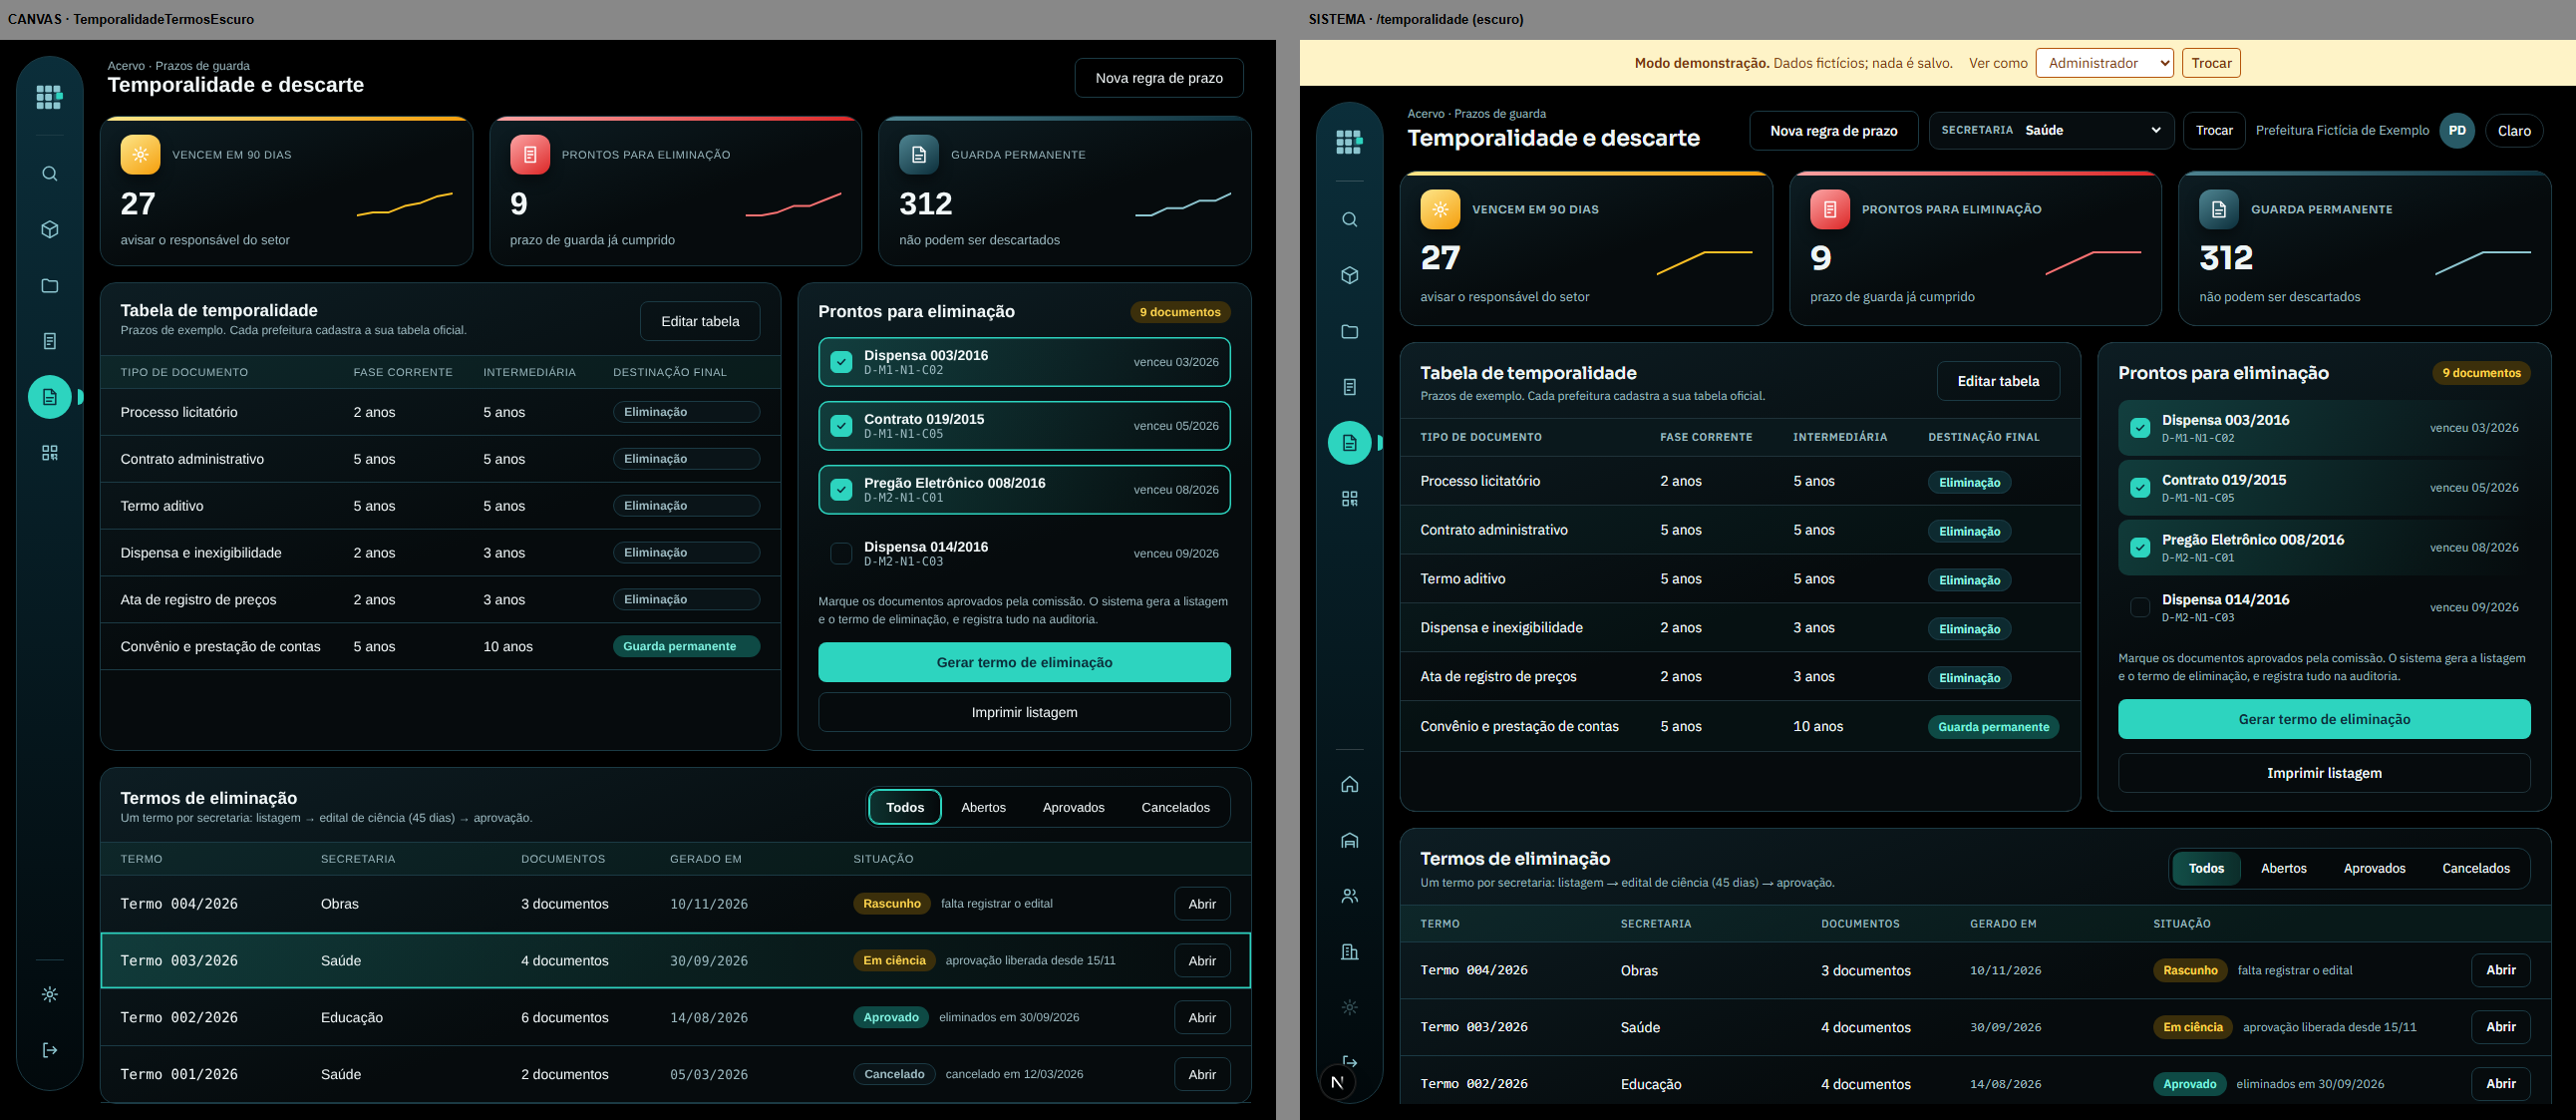 CANVAS · TemporalidadeTermosEscuro
Acervo · Prazos de guarda
Temporalidade e descarte
Nova regra de prazo
VENCEM EM 90 DIAS
27
avisar o responsável do setor
PRONTOS PARA ELIMINAÇÃO
9
prazo de guarda já cumprido
GUARDA PERMANENTE
312
não podem ser descartados
Tabela de temporalidade
Prazos de exemplo. Cada prefeitura cadastra a sua tabela oficial.
Editar tabela
TIPO DE DOCUMENTO FASE CORRENTE INTERMEDIÁRIA DESTINAÇÃO FINAL
Processo licitatório 2 anos 5 anos Eliminação
Contrato administrativo 5 anos 5 anos Eliminação
Termo aditivo 5 anos 5 anos Eliminação
Dispensa e inexigibilidade 2 anos 3 anos Eliminação
Ata de registro de preços 2 anos 3 anos Eliminação
Convênio e prestação de contas 5 anos 10 anos Guarda permanente
Prontos para eliminação
9 documentos
Dispensa 003/2016
D-M1-N1-C02
venceu 03/2026
Contrato 019/2015
D-M1-N1-C05
venceu 05/2026
Pregão Eletrônico 008/2016
D-M2-N1-C01
venceu 08/2026
Dispensa 014/2016
D-M2-N1-C03
venceu 09/2026
Marque os documentos aprovados pela comissão. O sistema gera a listagem
e o termo de eliminação, e registra tudo na auditoria.
Gerar termo de eliminação
Imprimir listagem
Termos de eliminação
Um termo por secretaria: listagem → edital de ciência (45 dias) → aprovação.
Todos Abertos Aprovados Cancelados
TERMO SECRETARIA DOCUMENTOS GERADO EM SITUAÇÃO
Termo 004/2026 Obras 3 documentos 10/11/2026 Rascunho falta registrar o edital Abrir
Termo 003/2026 Saúde 4 documentos 30/09/2026 Em ciência aprovação liberada desde 15/11 Abrir
Termo 002/2026 Educação 6 documentos 14/08/2026 Aprovado eliminados em 30/09/2026 Abrir
Termo 001/2026 Saúde 2 documentos 05/03/2026 Cancelado cancelado em 12/03/2026 Abrir
SISTEMA · /temporalidade (escuro)
Modo demonstração. Dados fictícios; nada é salvo. Ver como Administrador Trocar
Acervo · Prazos de guarda
Temporalidade e descarte
Nova regra de prazo
SECRETARIA Saúde
Trocar
Prefeitura Fictícia de Exemplo
PD
Claro
VENCEM EM 90 DIAS
27
avisar o responsável do setor
PRONTOS PARA ELIMINAÇÃO
9
prazo de guarda já cumprido
GUARDA PERMANENTE
312
não podem ser descartados
Tabela de temporalidade
Prazos de exemplo. Cada prefeitura cadastra a sua tabela oficial.
Editar tabela
TIPO DE DOCUMENTO FASE CORRENTE INTERMEDIÁRIA DESTINAÇÃO FINAL
Processo licitatório 2 anos 5 anos Eliminação
Contrato administrativo 5 anos 5 anos Eliminação
Termo aditivo 5 anos 5 anos Eliminação
Dispensa e inexigibilidade 2 anos 3 anos Eliminação
Ata de registro de preços 2 anos 3 anos Eliminação
Convênio e prestação de contas 5 anos 10 anos Guarda permanente
Prontos para eliminação
9 documentos
Dispensa 003/2016
D-M1-N1-C02
venceu 03/2026
Contrato 019/2015
D-M1-N1-C05
venceu 05/2026
Pregão Eletrônico 008/2016
D-M2-N1-C01
venceu 08/2026
Dispensa 014/2016
D-M2-N1-C03
venceu 09/2026
Marque os documentos aprovados pela comissão. O sistema gera a listagem
e o termo de eliminação, e registra tudo na auditoria.
Gerar termo de eliminação
Imprimir listagem
Termos de eliminação
Um termo por secretaria: listagem → edital de ciência (45 dias) → aprovação.
Todos Abertos Aprovados Cancelados
TERMO SECRETARIA DOCUMENTOS GERADO EM SITUAÇÃO
Termo 004/2026 Obras 3 documentos 10/11/2026 Rascunho falta registrar o edital Abrir
Termo 003/2026 Saúde 4 documentos 30/09/2026 Em ciência aprovação liberada desde 15/11 Abrir
Termo 002/2026 Educação 4 documentos 14/08/2026 Aprovado eliminados em 30/09/2026 Abrir
N